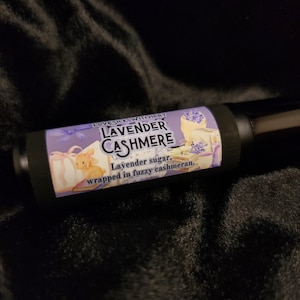 LAVENDER
CASHMERE
Lavender sugar,
wrapped in fuzzy cashmeran.